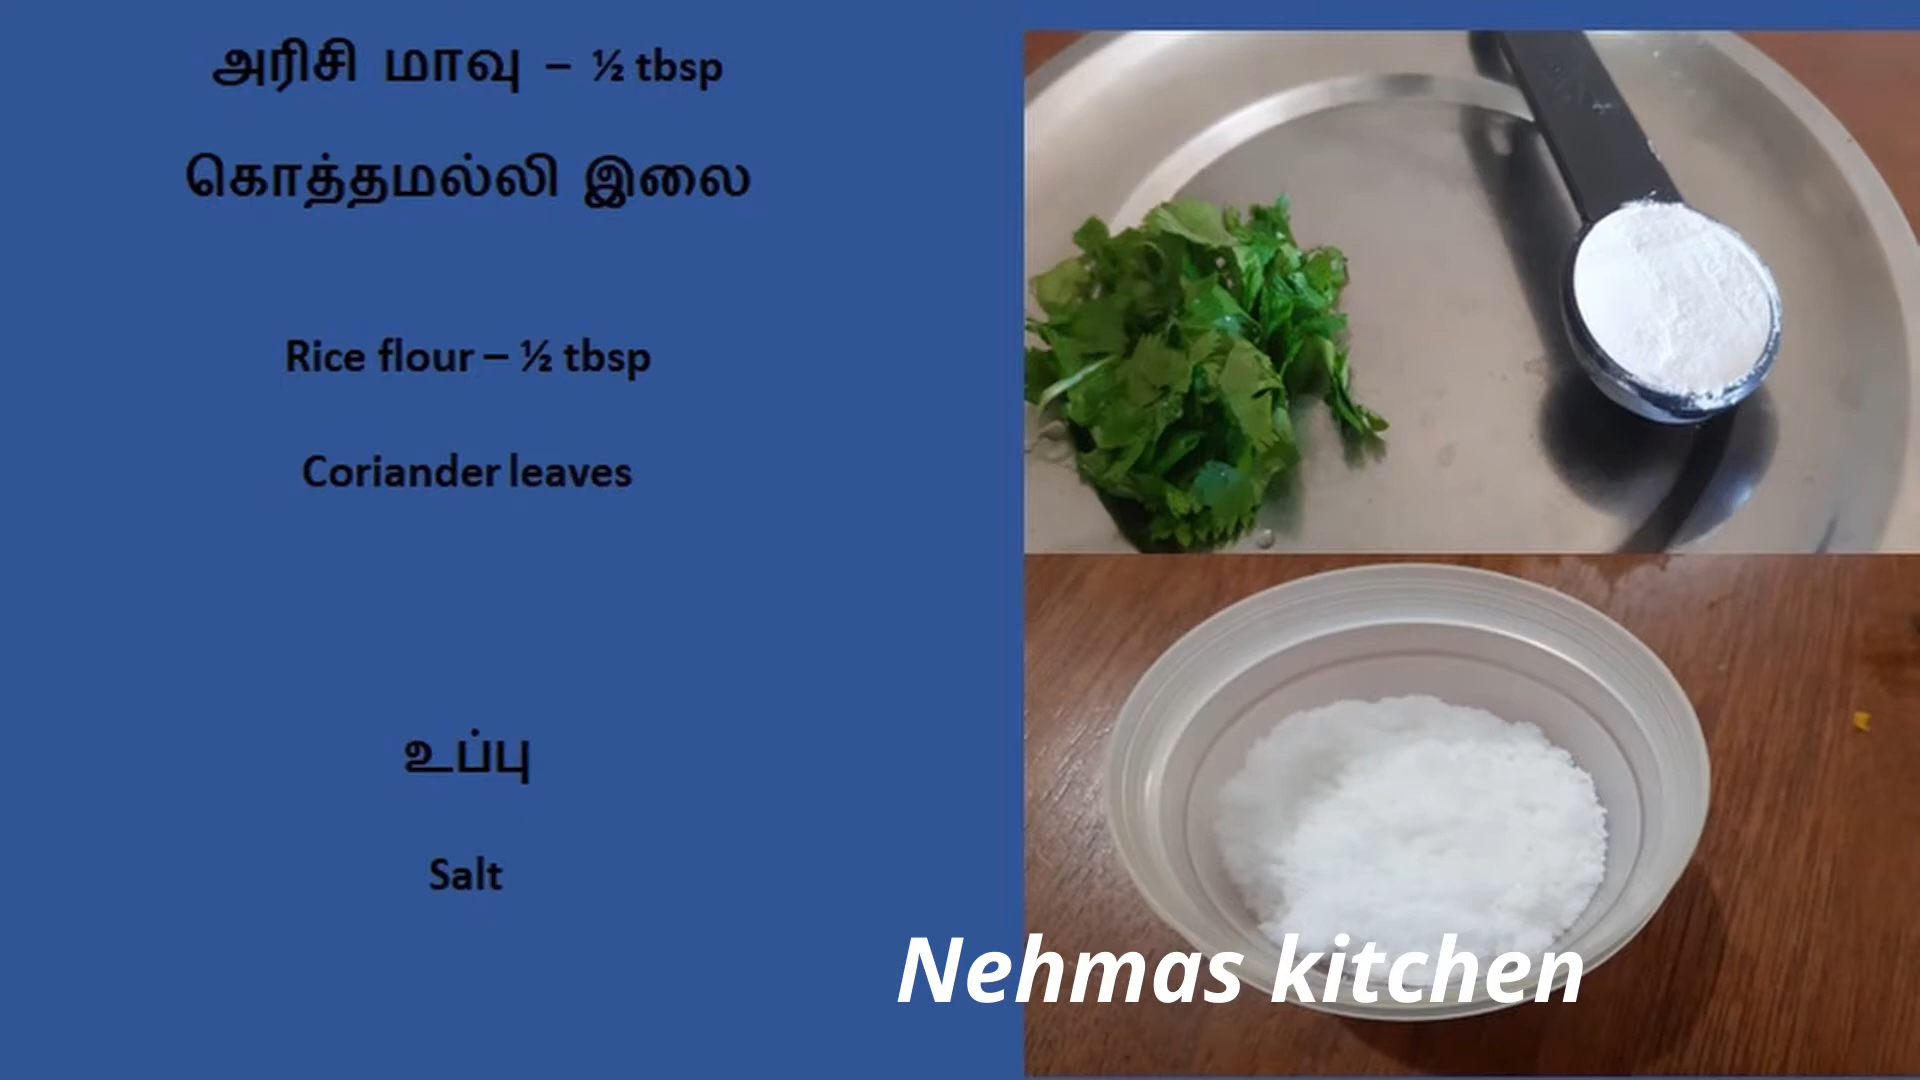 அரிசி மாவு – ½ tbsp
கொத்தமல்லி இலை
Rice flour – ½ tbsp
Coriander leaves
உப்பு
Salt
Nehmas kitchen